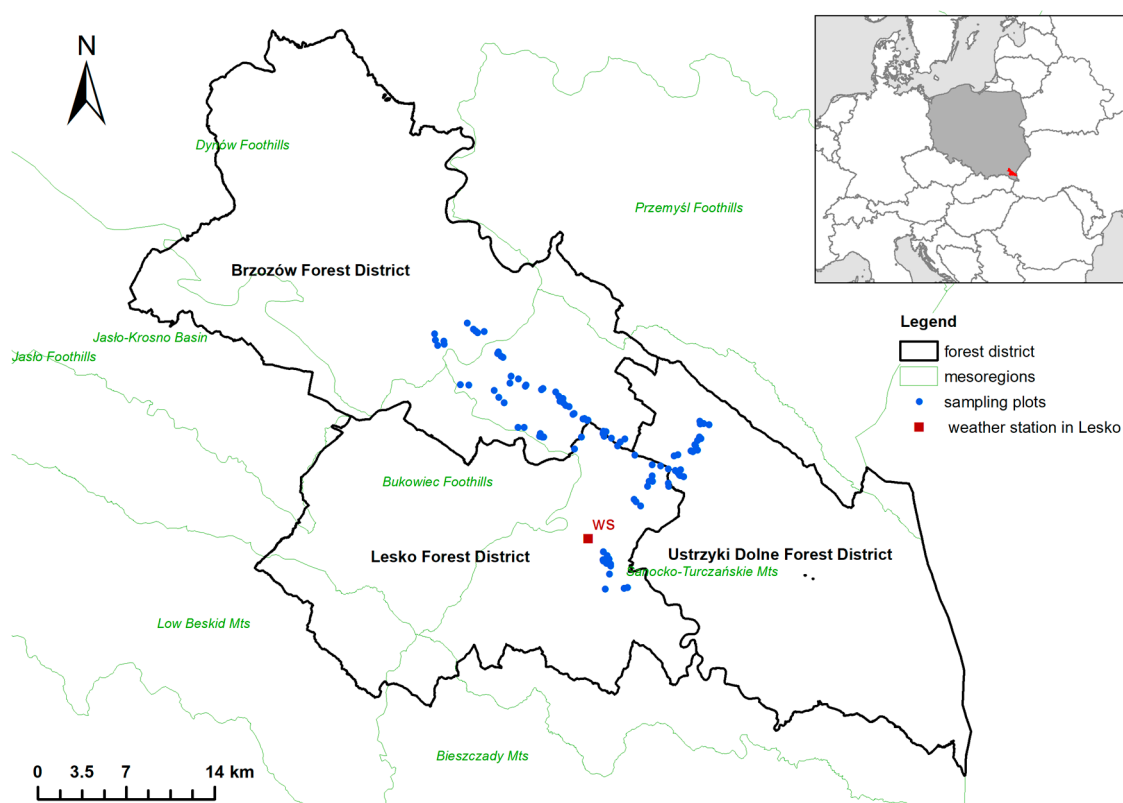 N
Dynów Foothills
Przemyśl Foothills
Brzozów Forest District
Jasło-Krosno Basin
Jasło Foothills
Legend
forest district
mesoregions
sampling plots
weather station in Lesko
Bukowiec Foothills
WS
Lesko Forest District
Ustrzyki Dolne Forest District
Sanocko-Turczańskie Mts
Low Beskid Mts
Bieszczady Mts
0 3.5 7 14 km